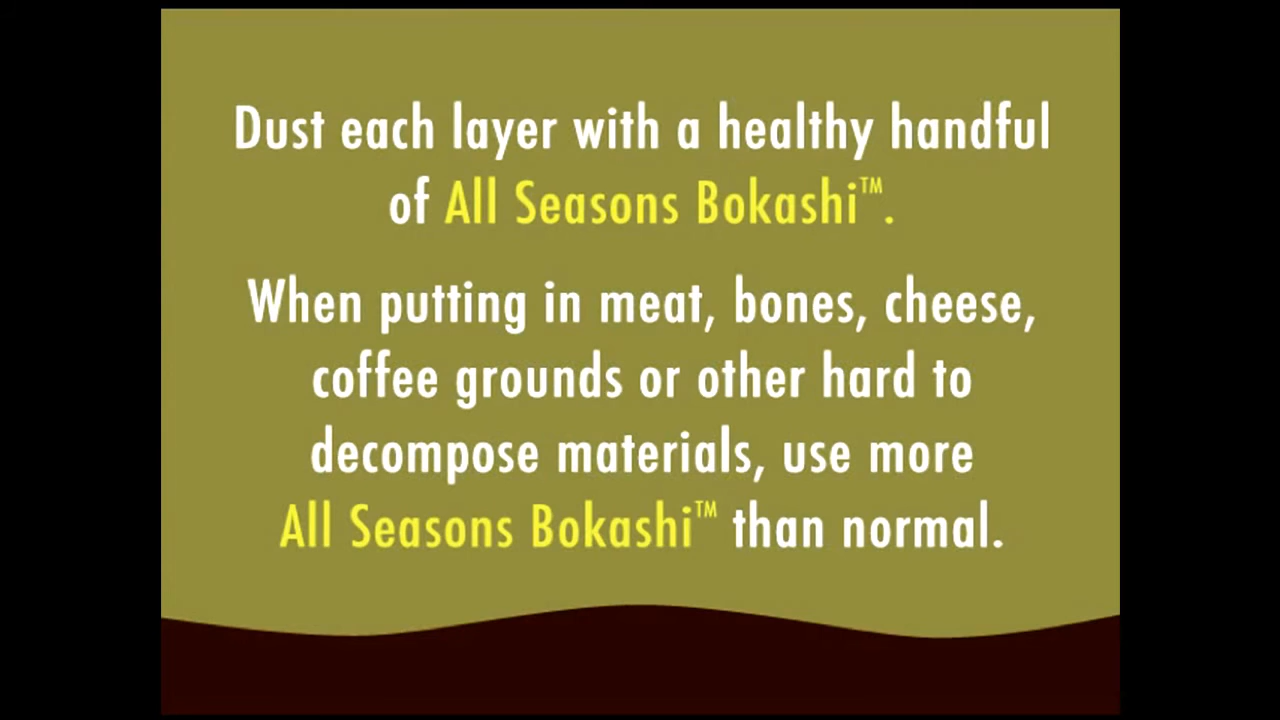 Dust each layer with a healthy handful
of All Seasons Bokashi™.
When putting in meat, bones, cheese,
coffee grounds or other hard to
decompose materials, use more
All Seasons Bokashi™ than normal.